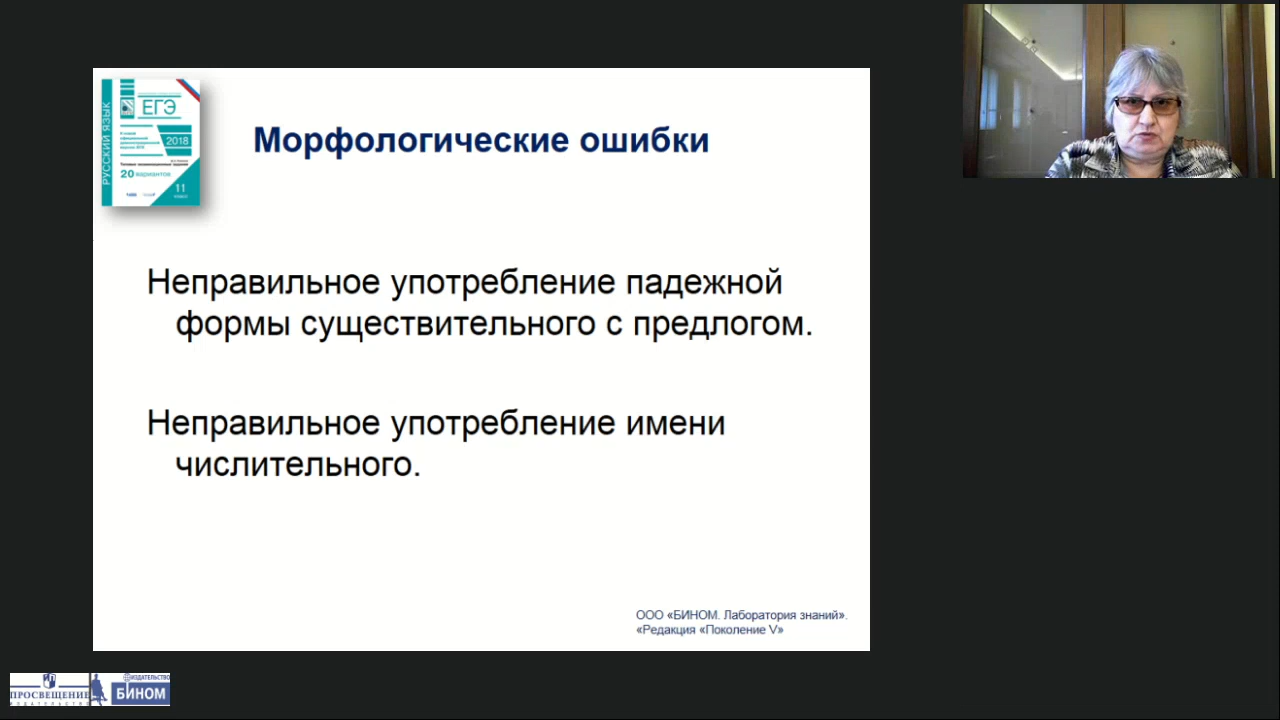 РУССКИЙ ЯЗЫК
ЕГЭ
2018
20 вариантов
11
Морфологические ошибки
Неправильное употребление падежной
формы существительного с предлогом.
Неправильное употребление имени
числительного.
ООО «БИНОМ. Лаборатория знаний».
«Редакция «Поколение V»
ПРОСВЕЩЕНИЕ
ИЗДАТЕЛЬСТВО
ИЗДАТЕЛЬСТВО
БИНОМ